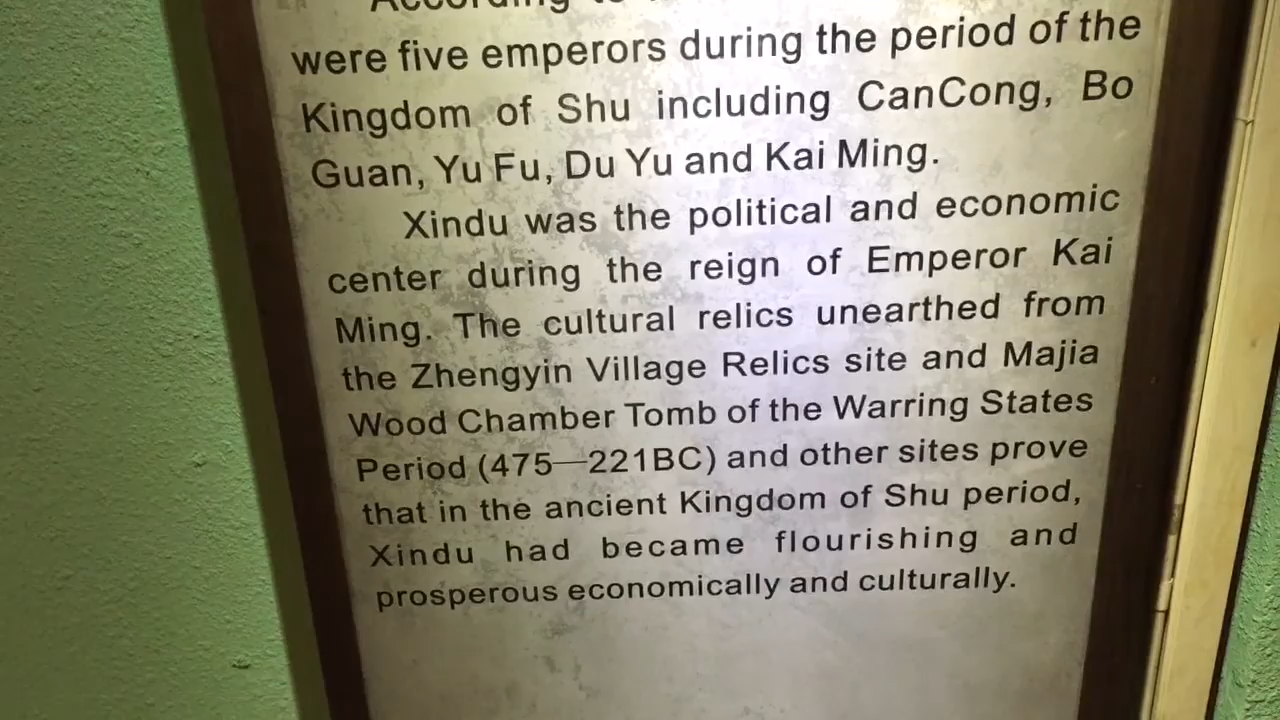 According to
were five emperors during the period of the
Kingdom of Shu including CanCong, Bo
Guan, Yu Fu, Du Yu and Kai Ming.
Xindu was the political and economic
center during the reign of Emperor Kai
Ming. The cultural relics unearthed from
the Zhengyin Village Relics site and Majia
Wood Chamber Tomb of the Warring States
Period (475—221BC) and other sites prove
that in the ancient Kingdom of Shu period,
Xindu had became flourishing and
prosperous economically and culturally.